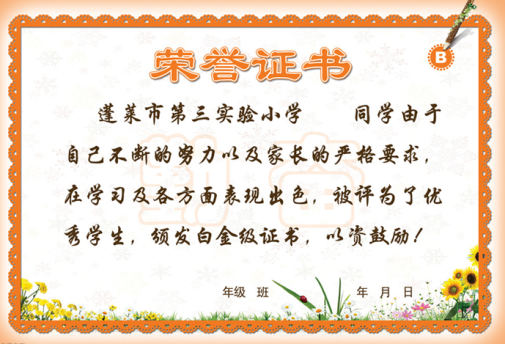 荣誉证书
B
蓬莱市第三实验小学 同学由于
自己不断的努力以及家长的严格要求，
在学习及各方面表现出色，被评为了优
秀学生，颁发白金级证书，以资鼓励！
勤奋
年级 班 年 月 日